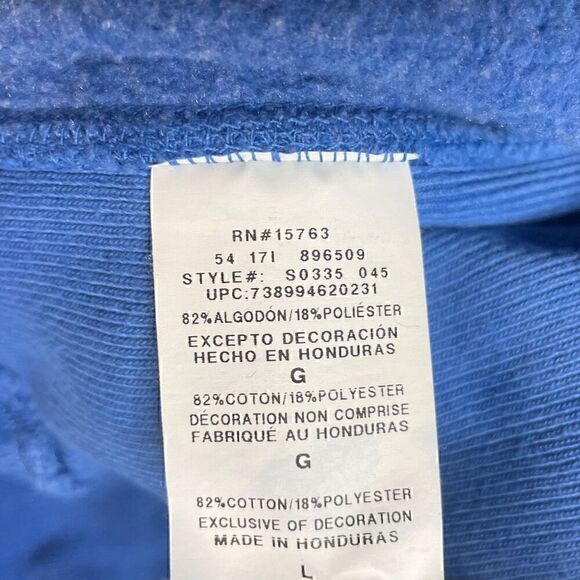 RN#15763
54 17I 896509
STYLE#: S0335 045
UPC:738994620231
82%ALGODÓN/18%POLIÉSTER
EXCEPTO DECORACIÓN
HECHO EN HONDURAS
G
82%COTON/18%POLYESTER
DÉCORATION NON COMPRISE
FABRIQUÉ AU HONDURAS
G
82%COTTON/18%POLYESTER
EXCLUSIVE OF DECORATION
MADE IN HONDURAS
L